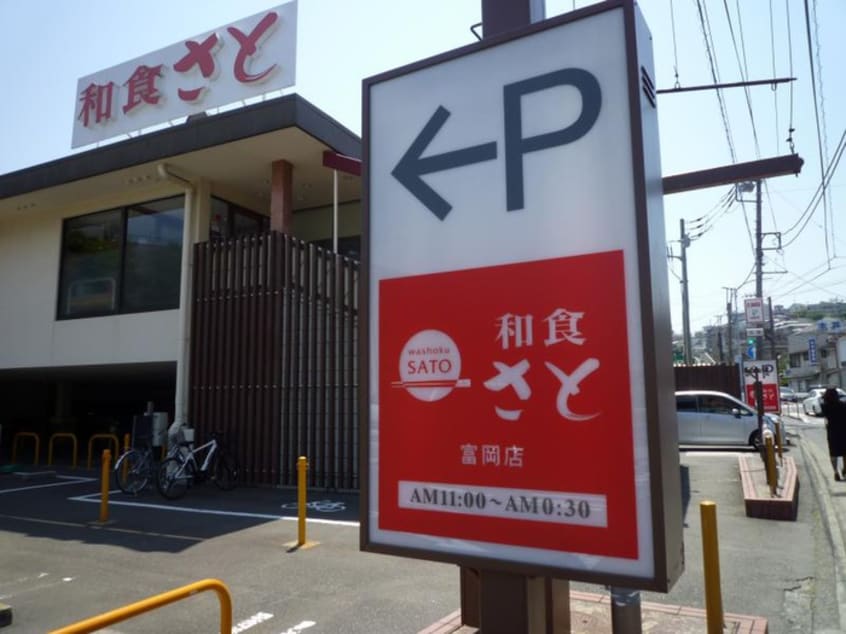 和食さと
←P
washoku
SATO
和食
さと
富岡店
AM11:00～AM0:30
P